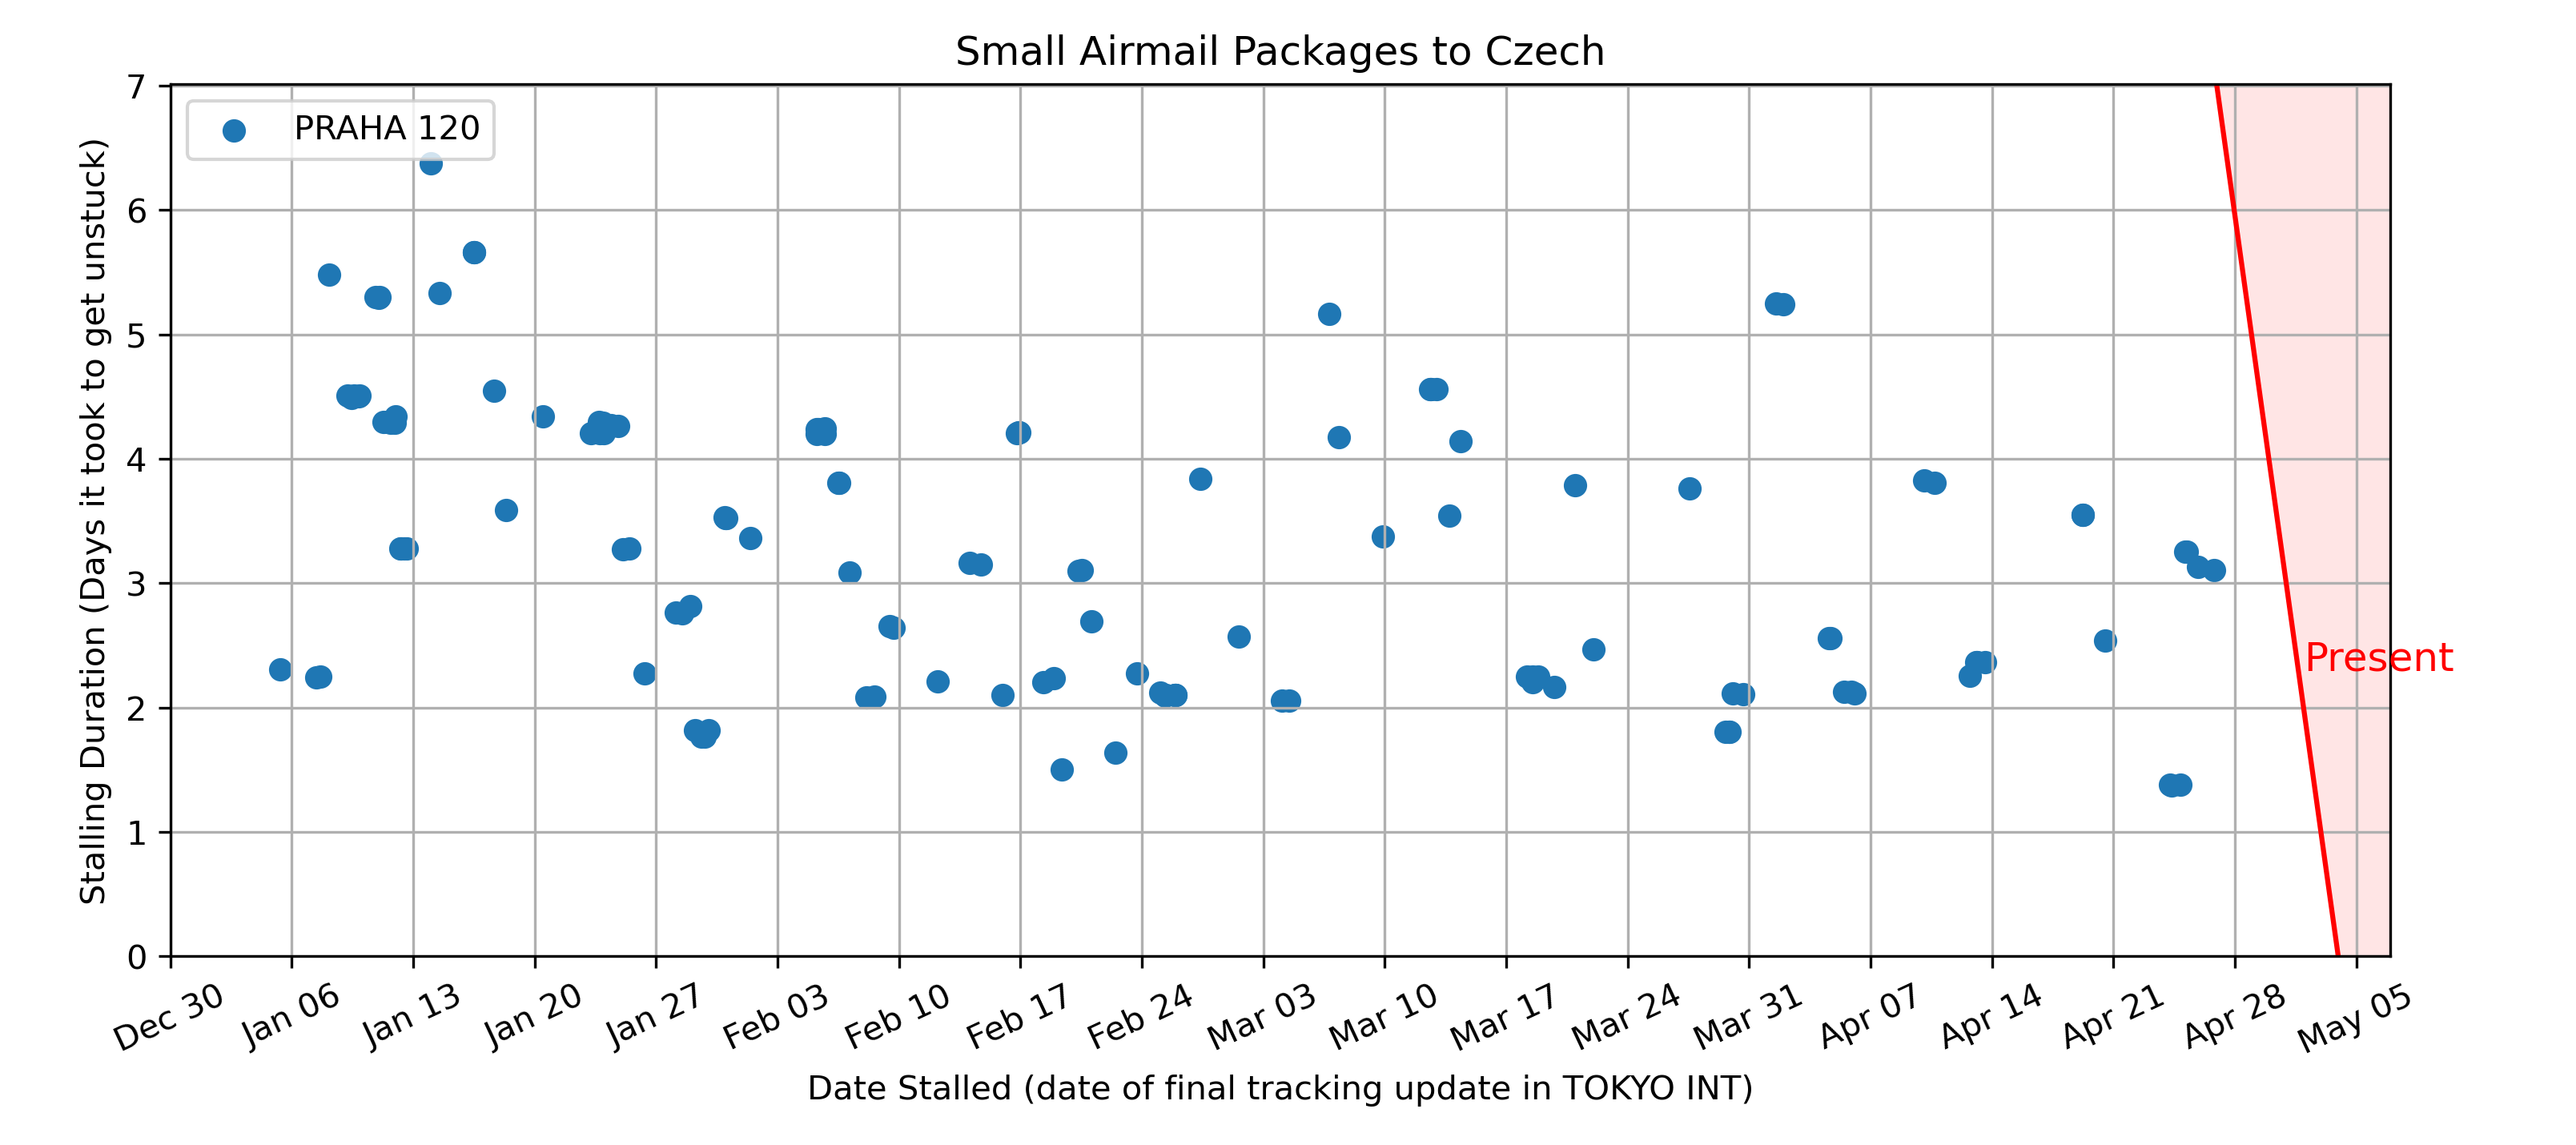 Small Airmail Packages to Czech
PRAHA 120
Stalling Duration (Days it took to get unstuck)
7
6
5
4
3
2
1
0
Present
Dec 30
Jan 06
Jan 13
Jan 20
Jan 27
Feb 03
Feb 10
Feb 17
Feb 24
Mar 03
Mar 10
Mar 17
Mar 24
Mar 31
Apr 07
Apr 14
Apr 21
Apr 28
May 05
Date Stalled (date of final tracking update in TOKYO INT)